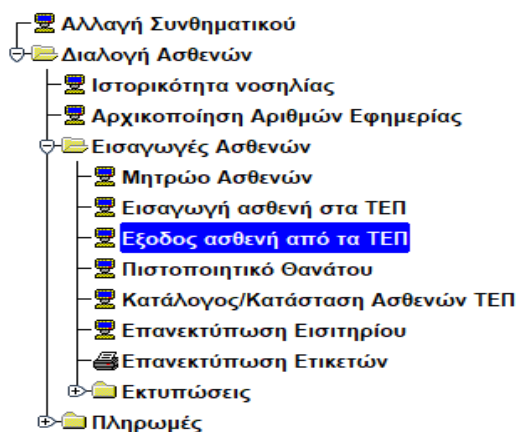 Αλλαγή Συνθηματικού
Διαλογή Ασθενών
Ιστορικότητα νοσηλίας
Αρχικοποίηση Αριθμών Εφημερίας
Εισαγωγές Ασθενών
Μητρώο Ασθενών
Εισαγωγή ασθενή στα ΤΕΠ
Εξοδος ασθενή από τα ΤΕΠ
Πιστοποιητικό Θανάτου
Κατάλογος/Κατάσταση Ασθενών ΤΕΠ
Επανεκτύπωση Εισιτηρίου
Επανεκτύπωση Ετικετών
Εκτυπώσεις
Πληρωμές